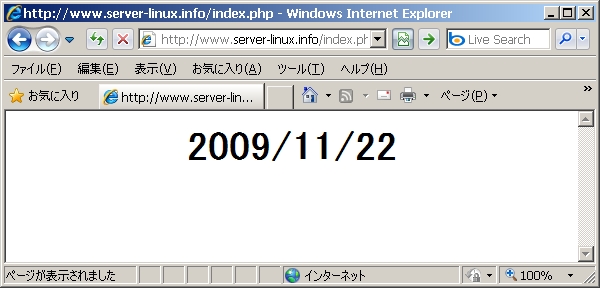 http://www.server-linux.info/index.php - Windows Internet Explorer
http://www.server-linux.info/index.ph
Live Search
ファイル(F) 編集(E) 表示(V) お気に入り(A) ツール(T) ヘルプ(H)
お気に入り http://www.server-lin... ページ(P) »
2009/11/22
ページが表示されました インターネット 100%